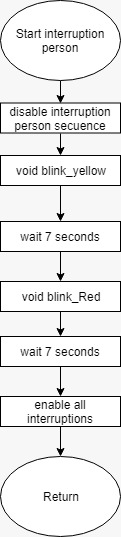 Start interruption
person
disable interruption
person secuence
void blink_yellow
wait 7 seconds
void blink_Red
wait 7 seconds
enable all
interruptions
Return